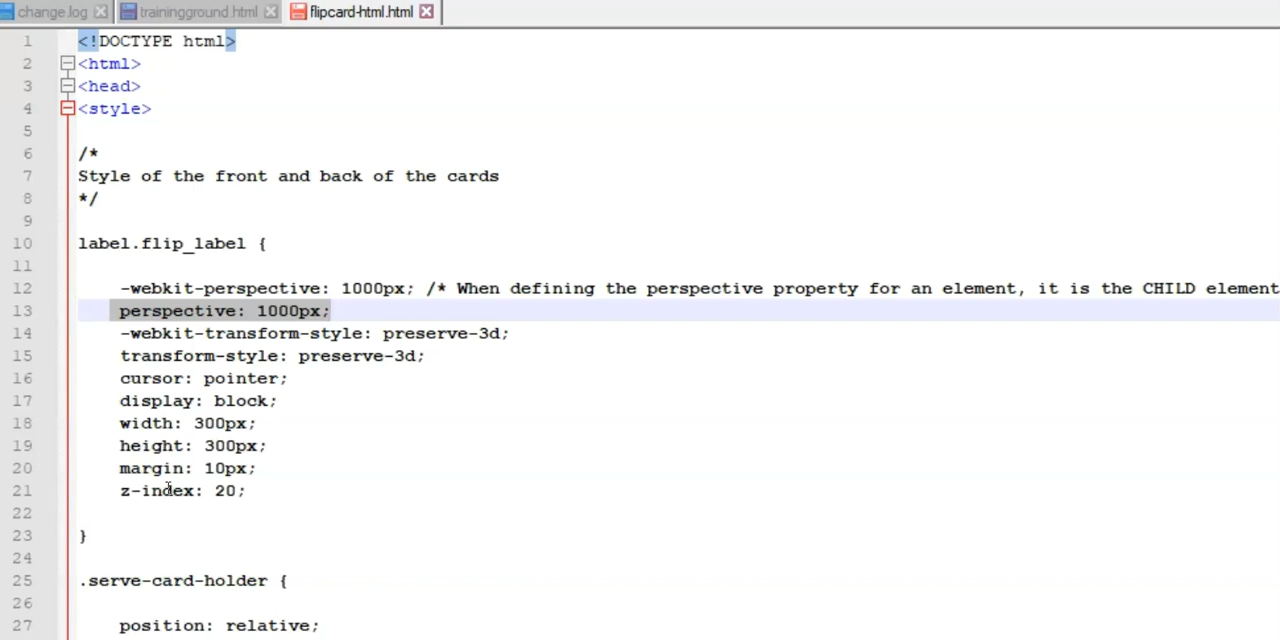 change.log trainingground.html flipcard-html.html
1 <!DOCTYPE html>
2 <html>
3 <head>
4 <style>
5
6 /*
7 Style of the front and back of the cards
8 */
9
10 label.flip_label {
11
12 -webkit-perspective: 1000px; /* When defining the perspective property for an element, it is the CHILD element
13 perspective: 1000px;
14 -webkit-transform-style: preserve-3d;
15 transform-style: preserve-3d;
16 cursor: pointer;
17 display: block;
18 width: 300px;
19 height: 300px;
20 margin: 10px;
21 z-index: 20;
22
23 }
24
25 .serve-card-holder {
26
27 position: relative;